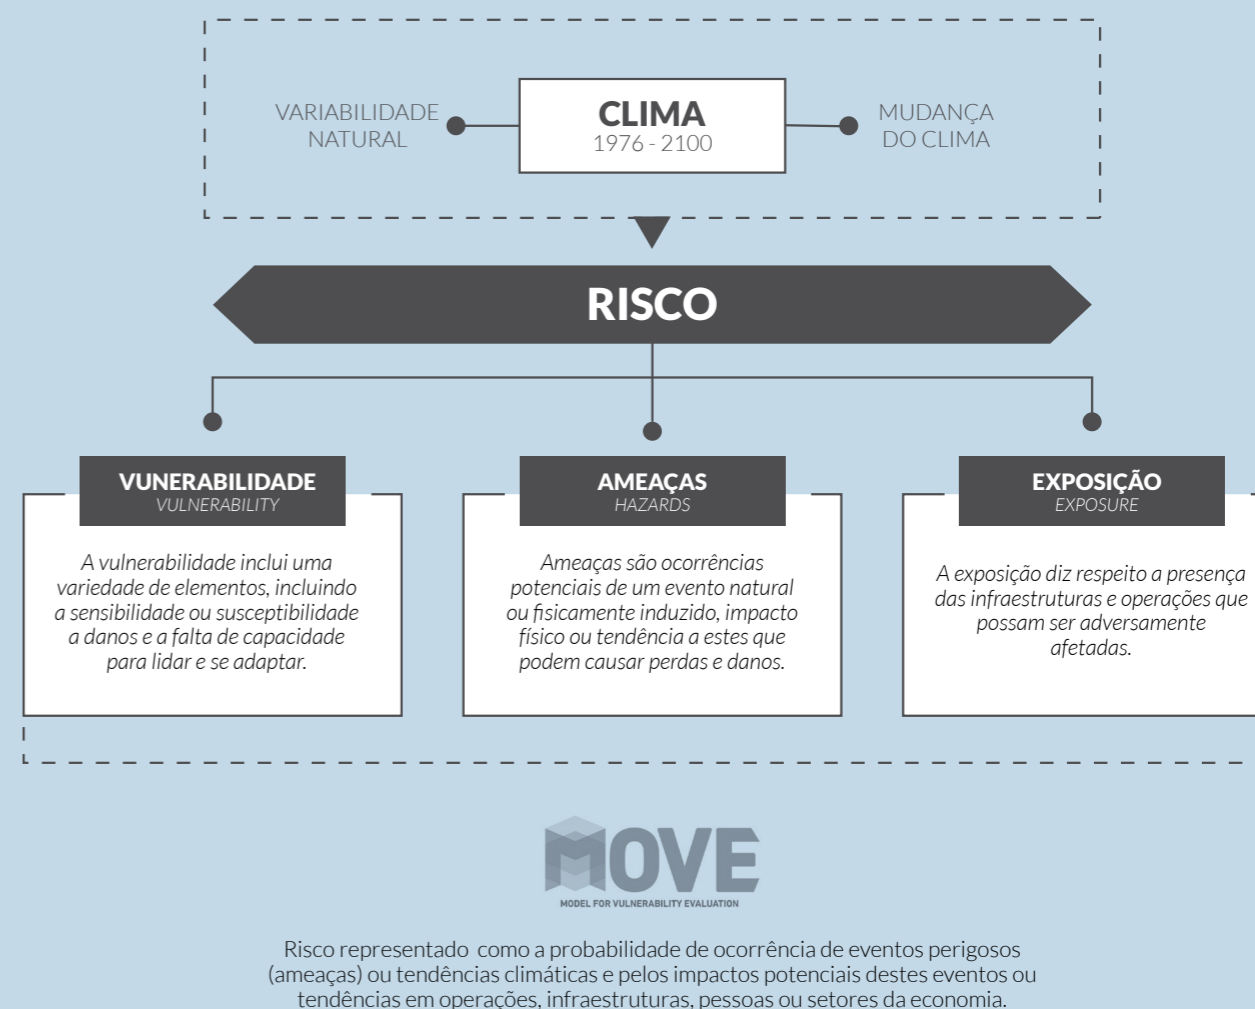 VARIABILIDADE
NATURAL
CLIMA
1976 - 2100
MUDANÇA
DO CLIMA
RISCO
VUNERABILIDADE
VULNERABILITY
A vulnerabilidade inclui uma
variedade de elementos, incluindo
a sensibilidade ou susceptibilidade
a danos e a falta de capacidade
para lidar e se adaptar.
AMEAÇAS
HAZARDS
Ameaças são ocorrências
potenciais de um evento natural
ou fisicamente induzido, impacto
físico ou tendência a estes que
podem causar perdas e danos.
EXPOSIÇÃO
EXPOSURE
A exposição diz respeito a presença
das infraestruturas e operações que
possam ser adversamente
afetadas.
MOVE
MODEL FOR VULNERABILITY EVALUATION
Risco representado como a probabilidade de ocorrência de eventos perigosos
(ameaças) ou tendências climáticas e pelos impactos potenciais destes eventos ou
tendências em operações, infraestruturas, pessoas ou setores da economia.